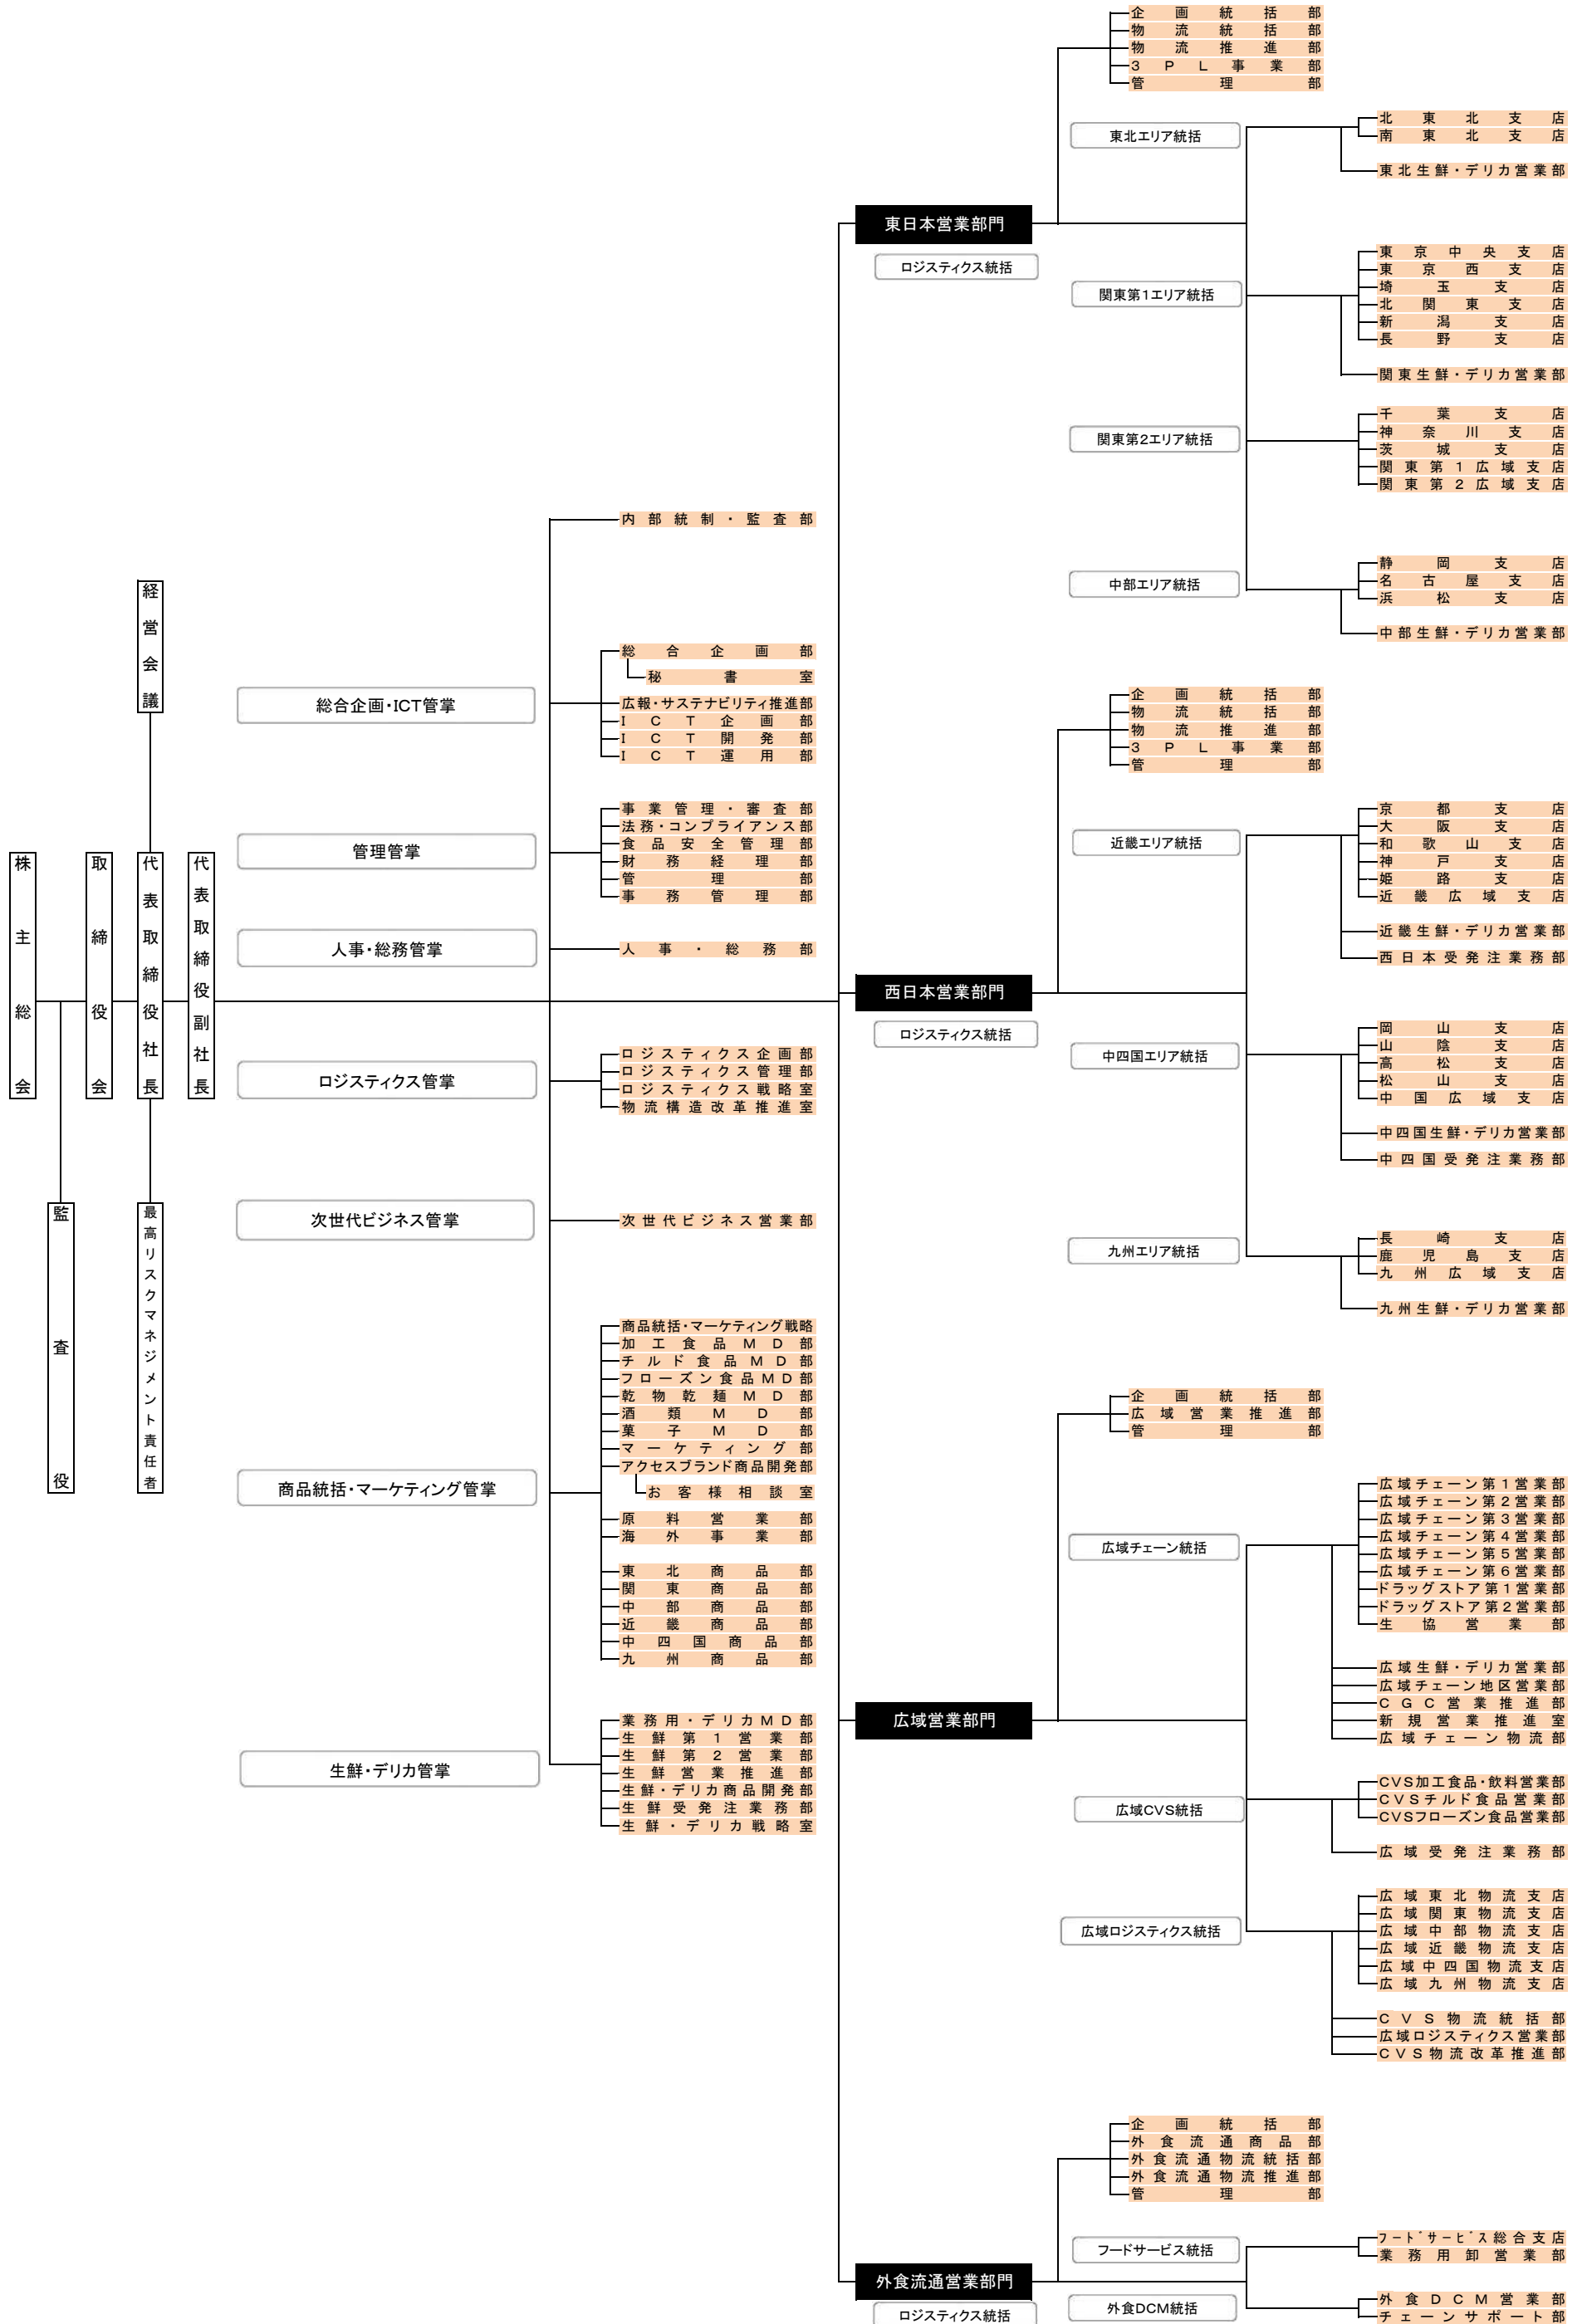 株主総会
監査役
取締役会
経営会議
代表取締役社長
最高リスクマネジメント責任者
代表取締役副社長
内部統制・監査部
総合企画・ICT管掌
総合企画部
秘書室
広報・サステナビリティ推進部
ICT企画部
ICT開発部
ICT運用部
管理管掌
事業管理・審査部
法務・コンプライアンス部
食品安全管理部
財務経理部
管理部
事務管理部
人事・総務管掌
人事・総務部
ロジスティクス管掌
ロジスティクス企画部
ロジスティクス管理部
ロジスティクス戦略室
物流構造改革推進室
次世代ビジネス管掌
次世代ビジネス営業部
商品統括・マーケティング管掌
商品統括・マーケティング戦略
加工食品MD部
チルド食品MD部
フローズン食品MD部
乾物乾麺MD部
酒類MD部
菓子MD部
マーケティング部
アクセスブランド商品開発部
お客様相談室
原料営業部
海外事業部
東北商品部
関東商品部
中部商品部
近畿商品部
中四国商品部
九州商品部
生鮮・デリカ管掌
業務用・デリカMD部
生鮮第1営業部
生鮮第2営業部
生鮮営業推進部
生鮮・デリカ商品開発部
生鮮受発注業務部
生鮮・デリカ戦略室
東日本営業部門
ロジスティクス統括
企画統括部
物流統括部
物流推進部
3PL事業部
管理部
東北エリア統括
北東北支店
南東北支店
東北生鮮・デリカ営業部
関東第1エリア統括
東京中央支店
東京西支店
埼玉支店
北関東支店
新潟支店
長野支店
関東生鮮・デリカ営業部
関東第2エリア統括
千葉支店
神奈川支店
茨城支店
関東第1広域支店
関東第2広域支店
中部エリア統括
静岡支店
名古屋支店
浜松支店
中部生鮮・デリカ営業部
西日本営業部門
ロジスティクス統括
企画統括部
物流統括部
物流推進部
3PL事業部
管理部
近畿エリア統括
京都支店
大阪支店
和歌山支店
神戸支店
姫路支店
近畿広域支店
近畿生鮮・デリカ営業部
西日本受発注業務部
中四国エリア統括
岡山支店
山陰支店
高松支店
松山支店
中国広域支店
中四国生鮮・デリカ営業部
中四国受発注業務部
九州エリア統括
長崎支店
鹿児島支店
九州広域支店
九州生鮮・デリカ営業部
広域営業部門
企画統括部
広域営業推進部
管理部
広域チェーン統括
広域チェーン第1営業部
広域チェーン第2営業部
広域チェーン第3営業部
広域チェーン第4営業部
広域チェーン第5営業部
広域チェーン第6営業部
ドラッグストア第1営業部
ドラッグストア第2営業部
生協営業部
広域生鮮・デリカ営業部
広域チェーン地区営業部
CGC営業推進部
新規営業推進室
広域チェーン物流部
広域CVS統括
CVS加工食品・飲料営業部
CVSチルド食品営業部
CVSフローズン食品営業部
広域受発注業務部
広域ロジスティクス統括
広域東北物流支店
広域関東物流支店
広域中部物流支店
広域近畿物流支店
広域中四国物流支店
広域九州物流支店
CVS物流統括部
広域ロジスティクス営業部
CVS物流改革推進部
外食流通営業部門
ロジスティクス統括
企画統括部
外食流通商品部
外食流通物流統括部
外食流通物流推進部
管理部
フードサービス統括
フードサービス総合支店
業務用卸営業部
外食DCM統括
外食DCM営業部
チェーンサポート部